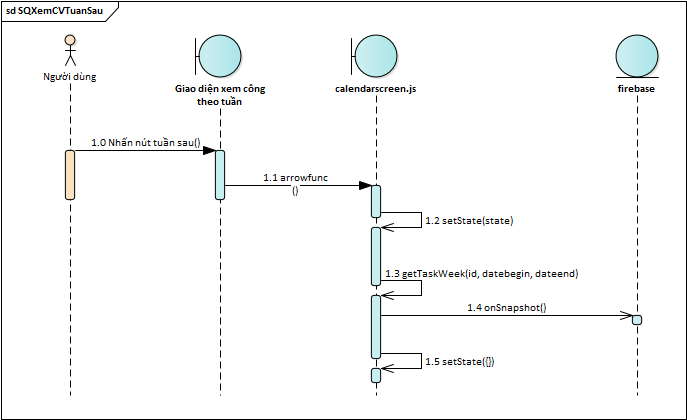 sd SQXemCVTuanSau
Người dùng
Giao diện xem công
theo tuần
calendarscreen.js
firebase
1.0 Nhấn nút tuần sau()
1.1 arrowfunc
()
1.2 setState(state)
1.3 getTaskWeek(id, datebegin, dateend)
1.4 onSnapshot()
1.5 setState({})